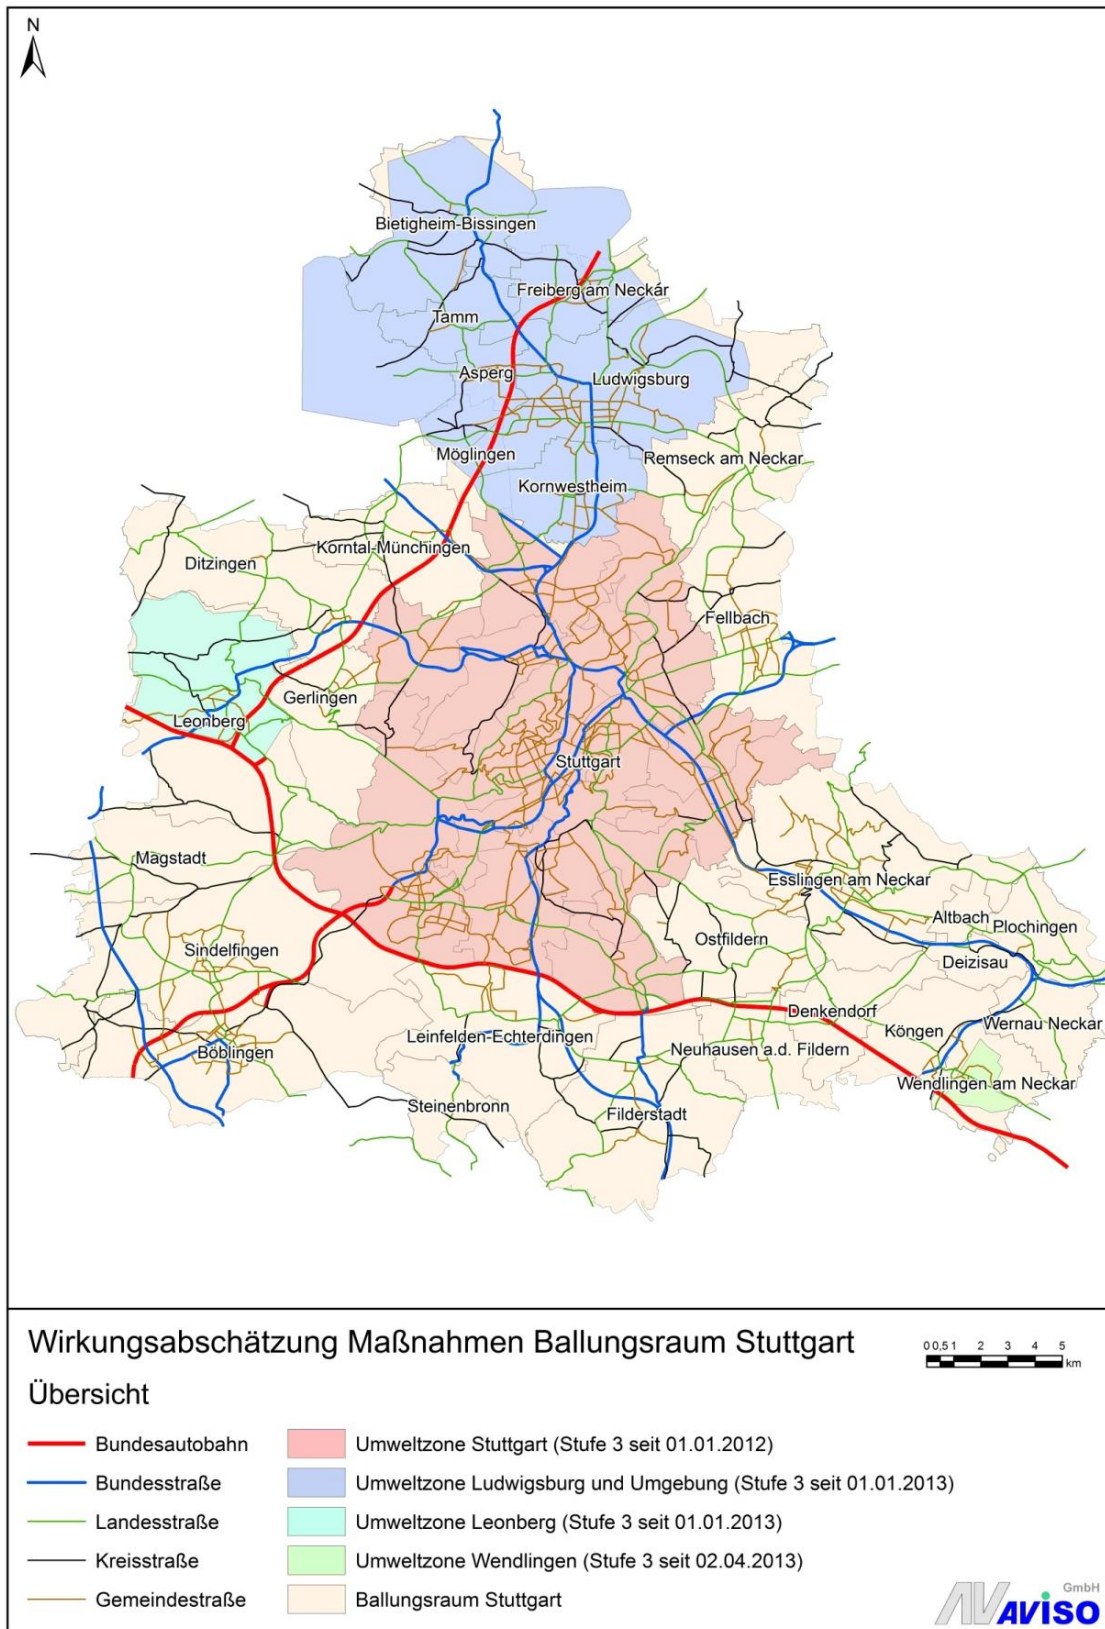 N
Bietigheim-Bissingen
Freiberg am Neckar
Tamm
Asperg
Ludwigsburg
Möglingen
Remseck am Neckar
Kornwestheim
Korntal-Münchingen
Ditzingen
Fellbach
Gerlingen
Leonberg
Stuttgart
Magstadt
Esslingen am Neckar
Altbach
Plochingen
Ostfildern
Sindelfingen
Deizisau
Denkendorf
Wernau Neckar
Köngen
Leinfelden-Echterdingen
Neuhausen a.d. Fildern
Böblingen
Wendlingen am Neckar
Steinenbronn
Filderstadt
Wirkungsabschätzung Maßnahmen Ballungsraum Stuttgart
0 0,5 1 2 3 4 5
km
Übersicht
Bundesautobahn
Umweltzone Stuttgart (Stufe 3 seit 01.01.2012)
Bundesstraße
Umweltzone Ludwigsburg und Umgebung (Stufe 3 seit 01.01.2013)
Landesstraße
Umweltzone Leonberg (Stufe 3 seit 01.01.2013)
Kreisstraße
Umweltzone Wendlingen (Stufe 3 seit 02.04.2013)
Gemeindestraße
Ballungsraum Stuttgart
GmbH
AVISO